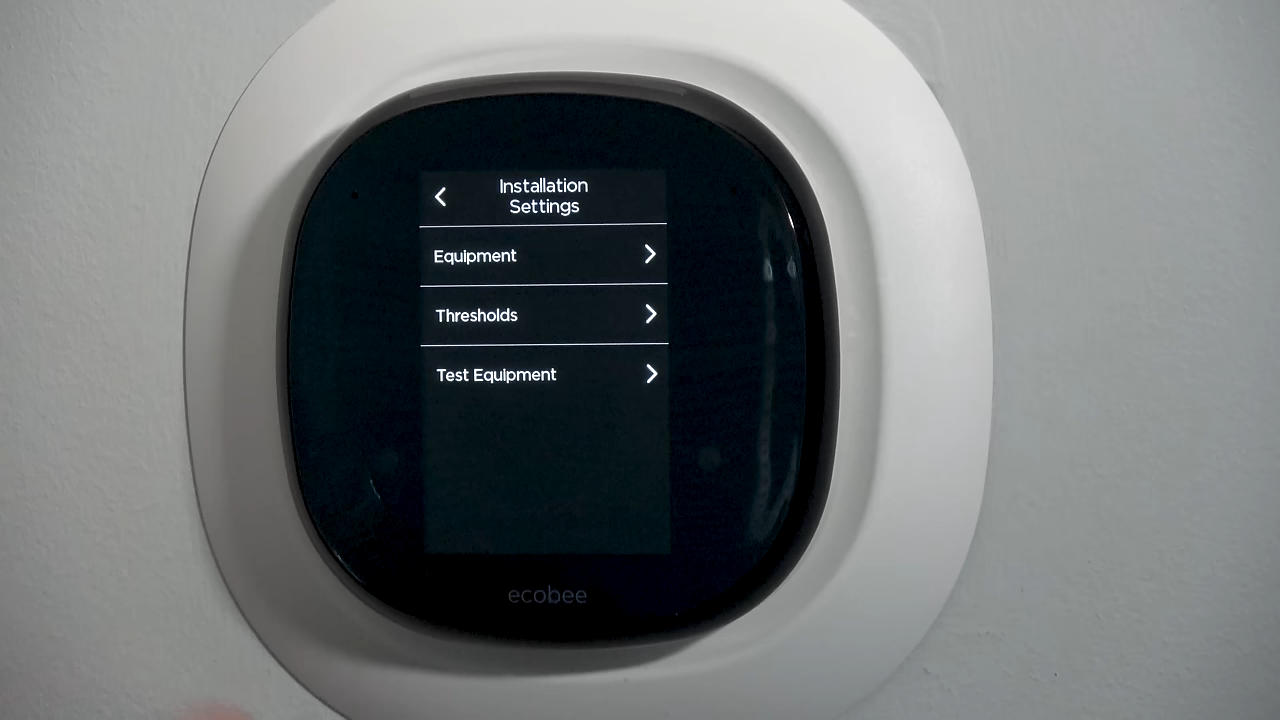 Installation
Settings
Equipment
Thresholds
Test Equipment
ecobee